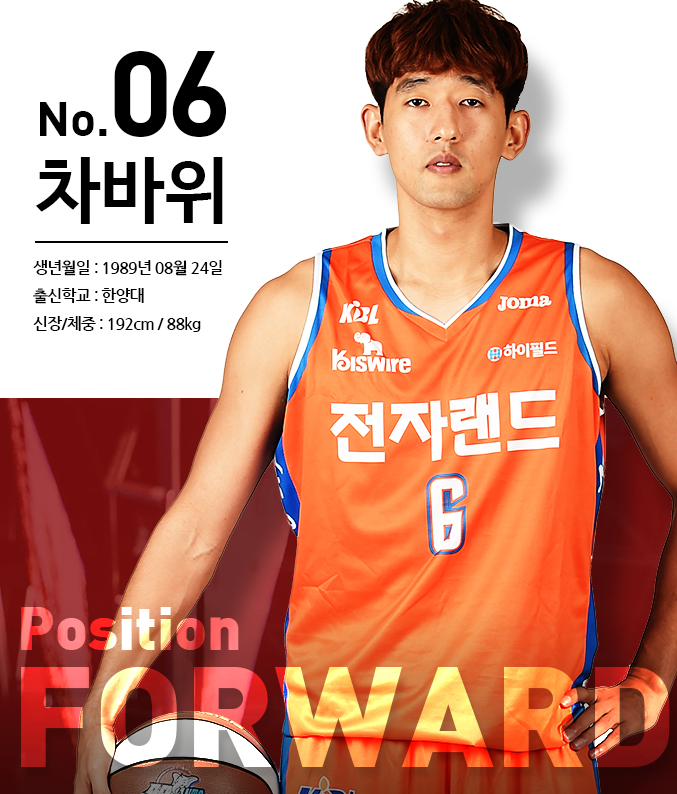 No.06
차바위
생년월일 : 1989년 08월 24일
출신학교 : 한양대
신장/체중 : 192cm / 88kg
KBL
Joma
KISWIRE
하이필드
전자랜드
6
Position
FORWARD
KBL